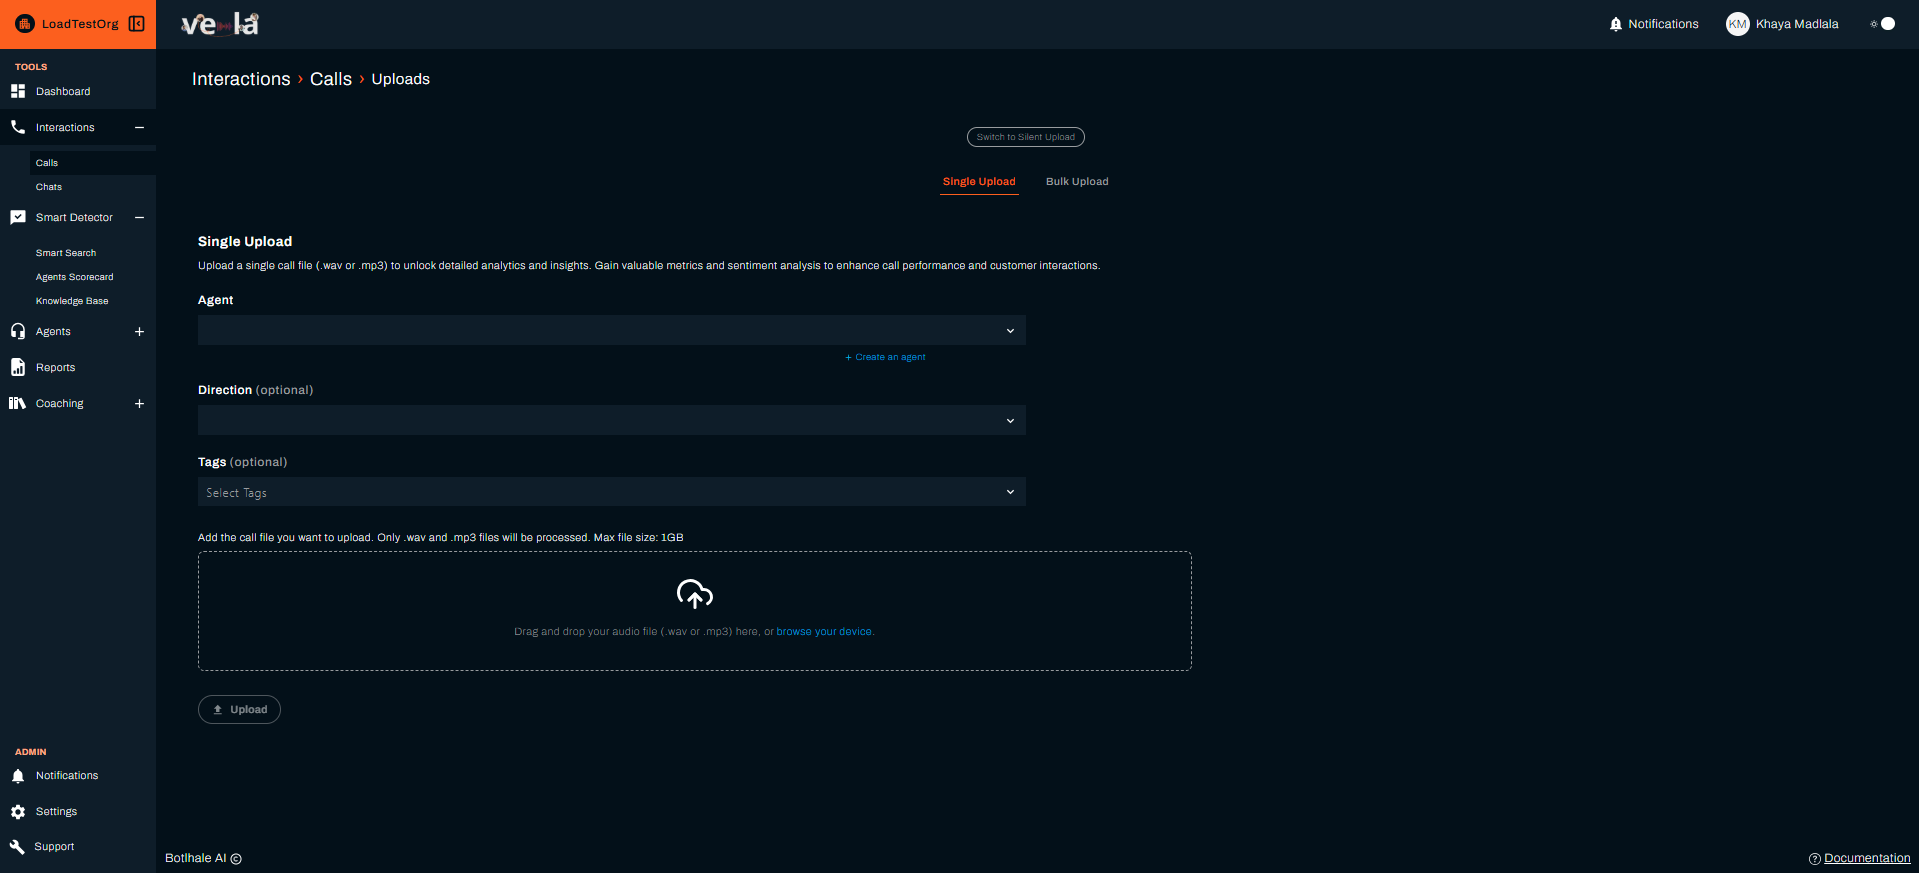 LoadTestOrg
vela
Notifications
KM
Khaya Madlala
TOOLS
Dashboard
Interactions
Calls
Chats
Smart Detector
Smart Search
Agents Scorecard
Knowledge Base
Agents
Reports
Coaching
ADMIN
Notifications
Settings
Support
Interactions › Calls › Uploads
Switch to Silent Upload
Single Upload
Bulk Upload
Single Upload
Upload a single call file (.wav or .mp3) to unlock detailed analytics and insights. Gain valuable metrics and sentiment analysis to enhance call performance and customer interactions.
Agent
+ Create an agent
Direction (optional)
Tags (optional)
Select Tags
Add the call file you want to upload. Only .wav and .mp3 files will be processed. Max file size: 1GB
Drag and drop your audio file (.wav or .mp3) here, or browse your device.
Upload
Botlhale AI ©
Documentation